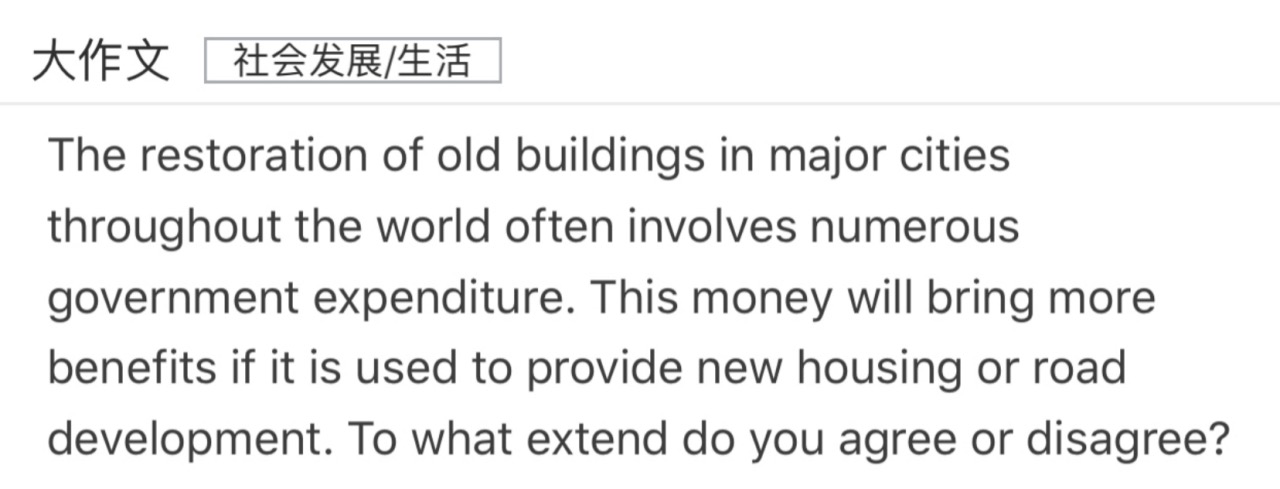 大作文 社会发展/生活
The restoration of old buildings in major cities
throughout the world often involves numerous
government expenditure. This money will bring more
benefits if it is used to provide new housing or road
development. To what extend do you agree or disagree?